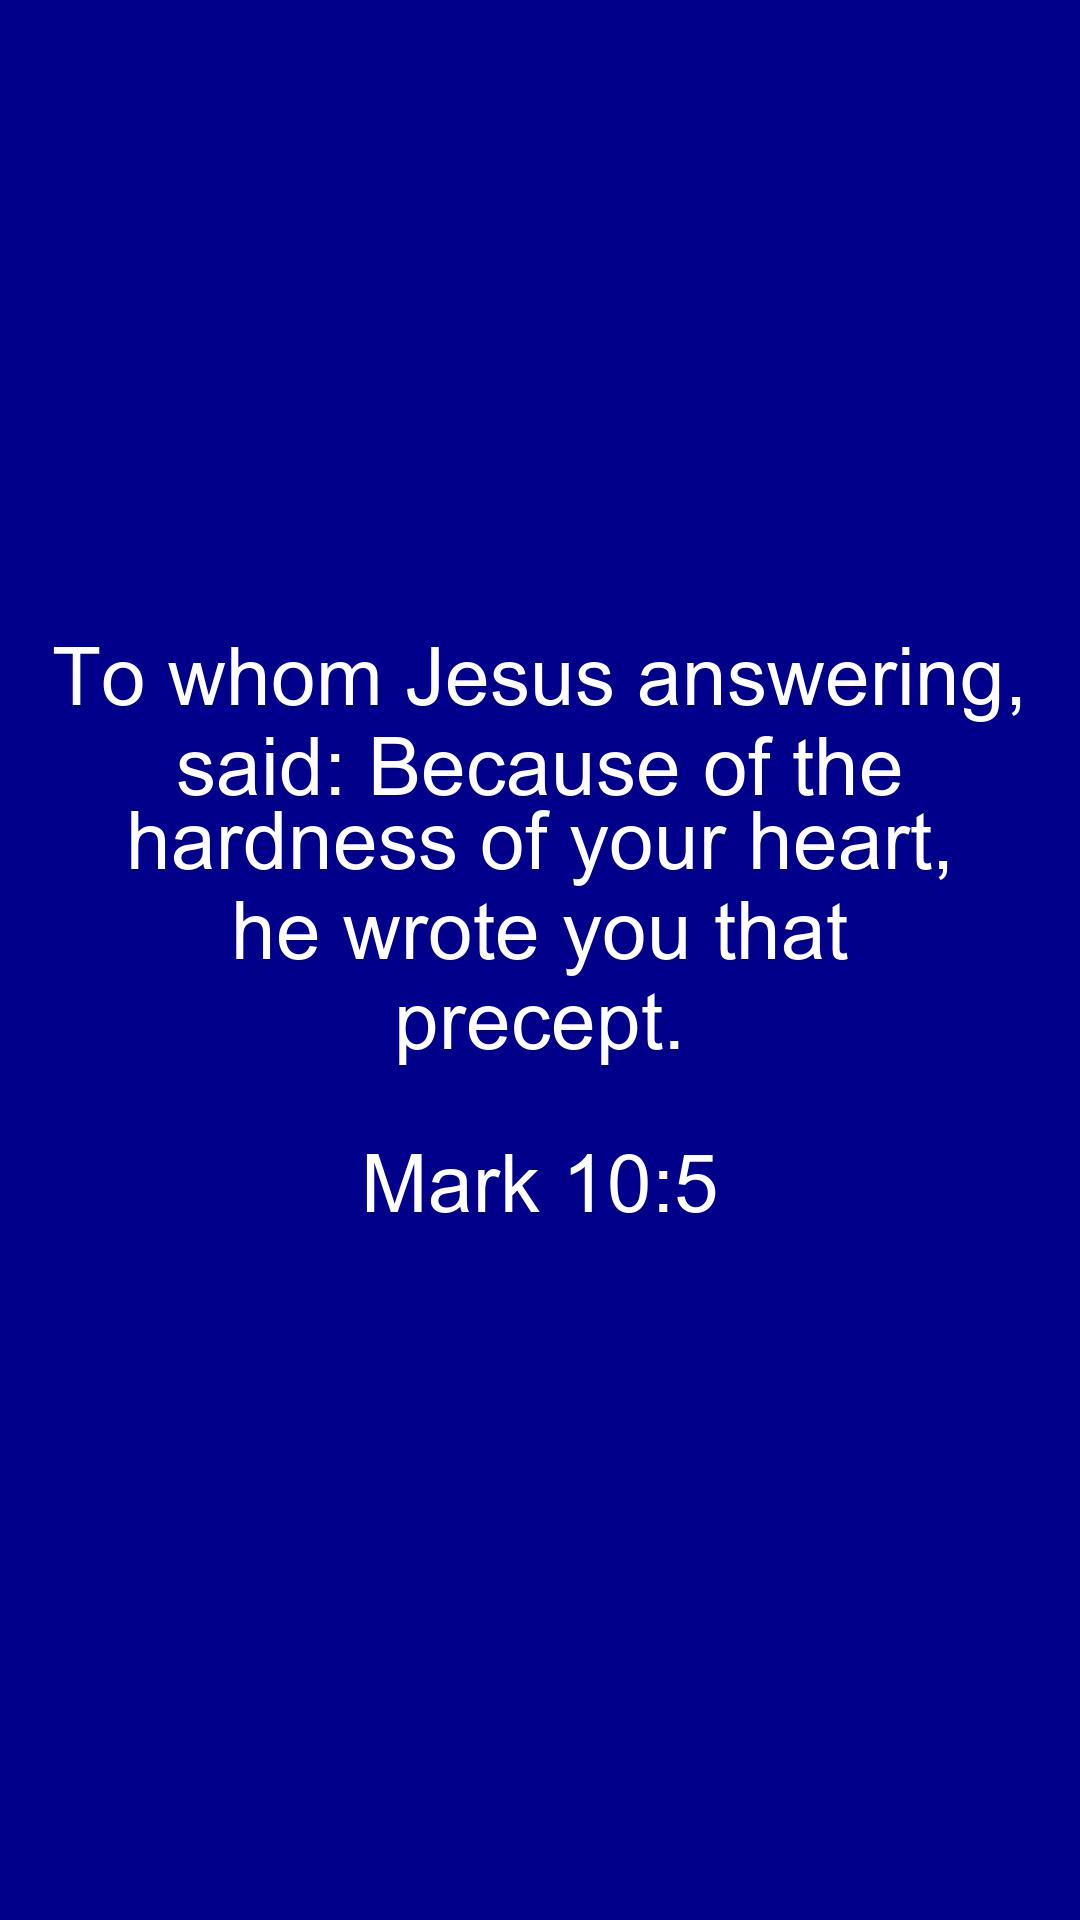 To whom Jesus answering,
said: Because of the
hardness of your heart,
he wrote you that
precept.
Mark 10:5